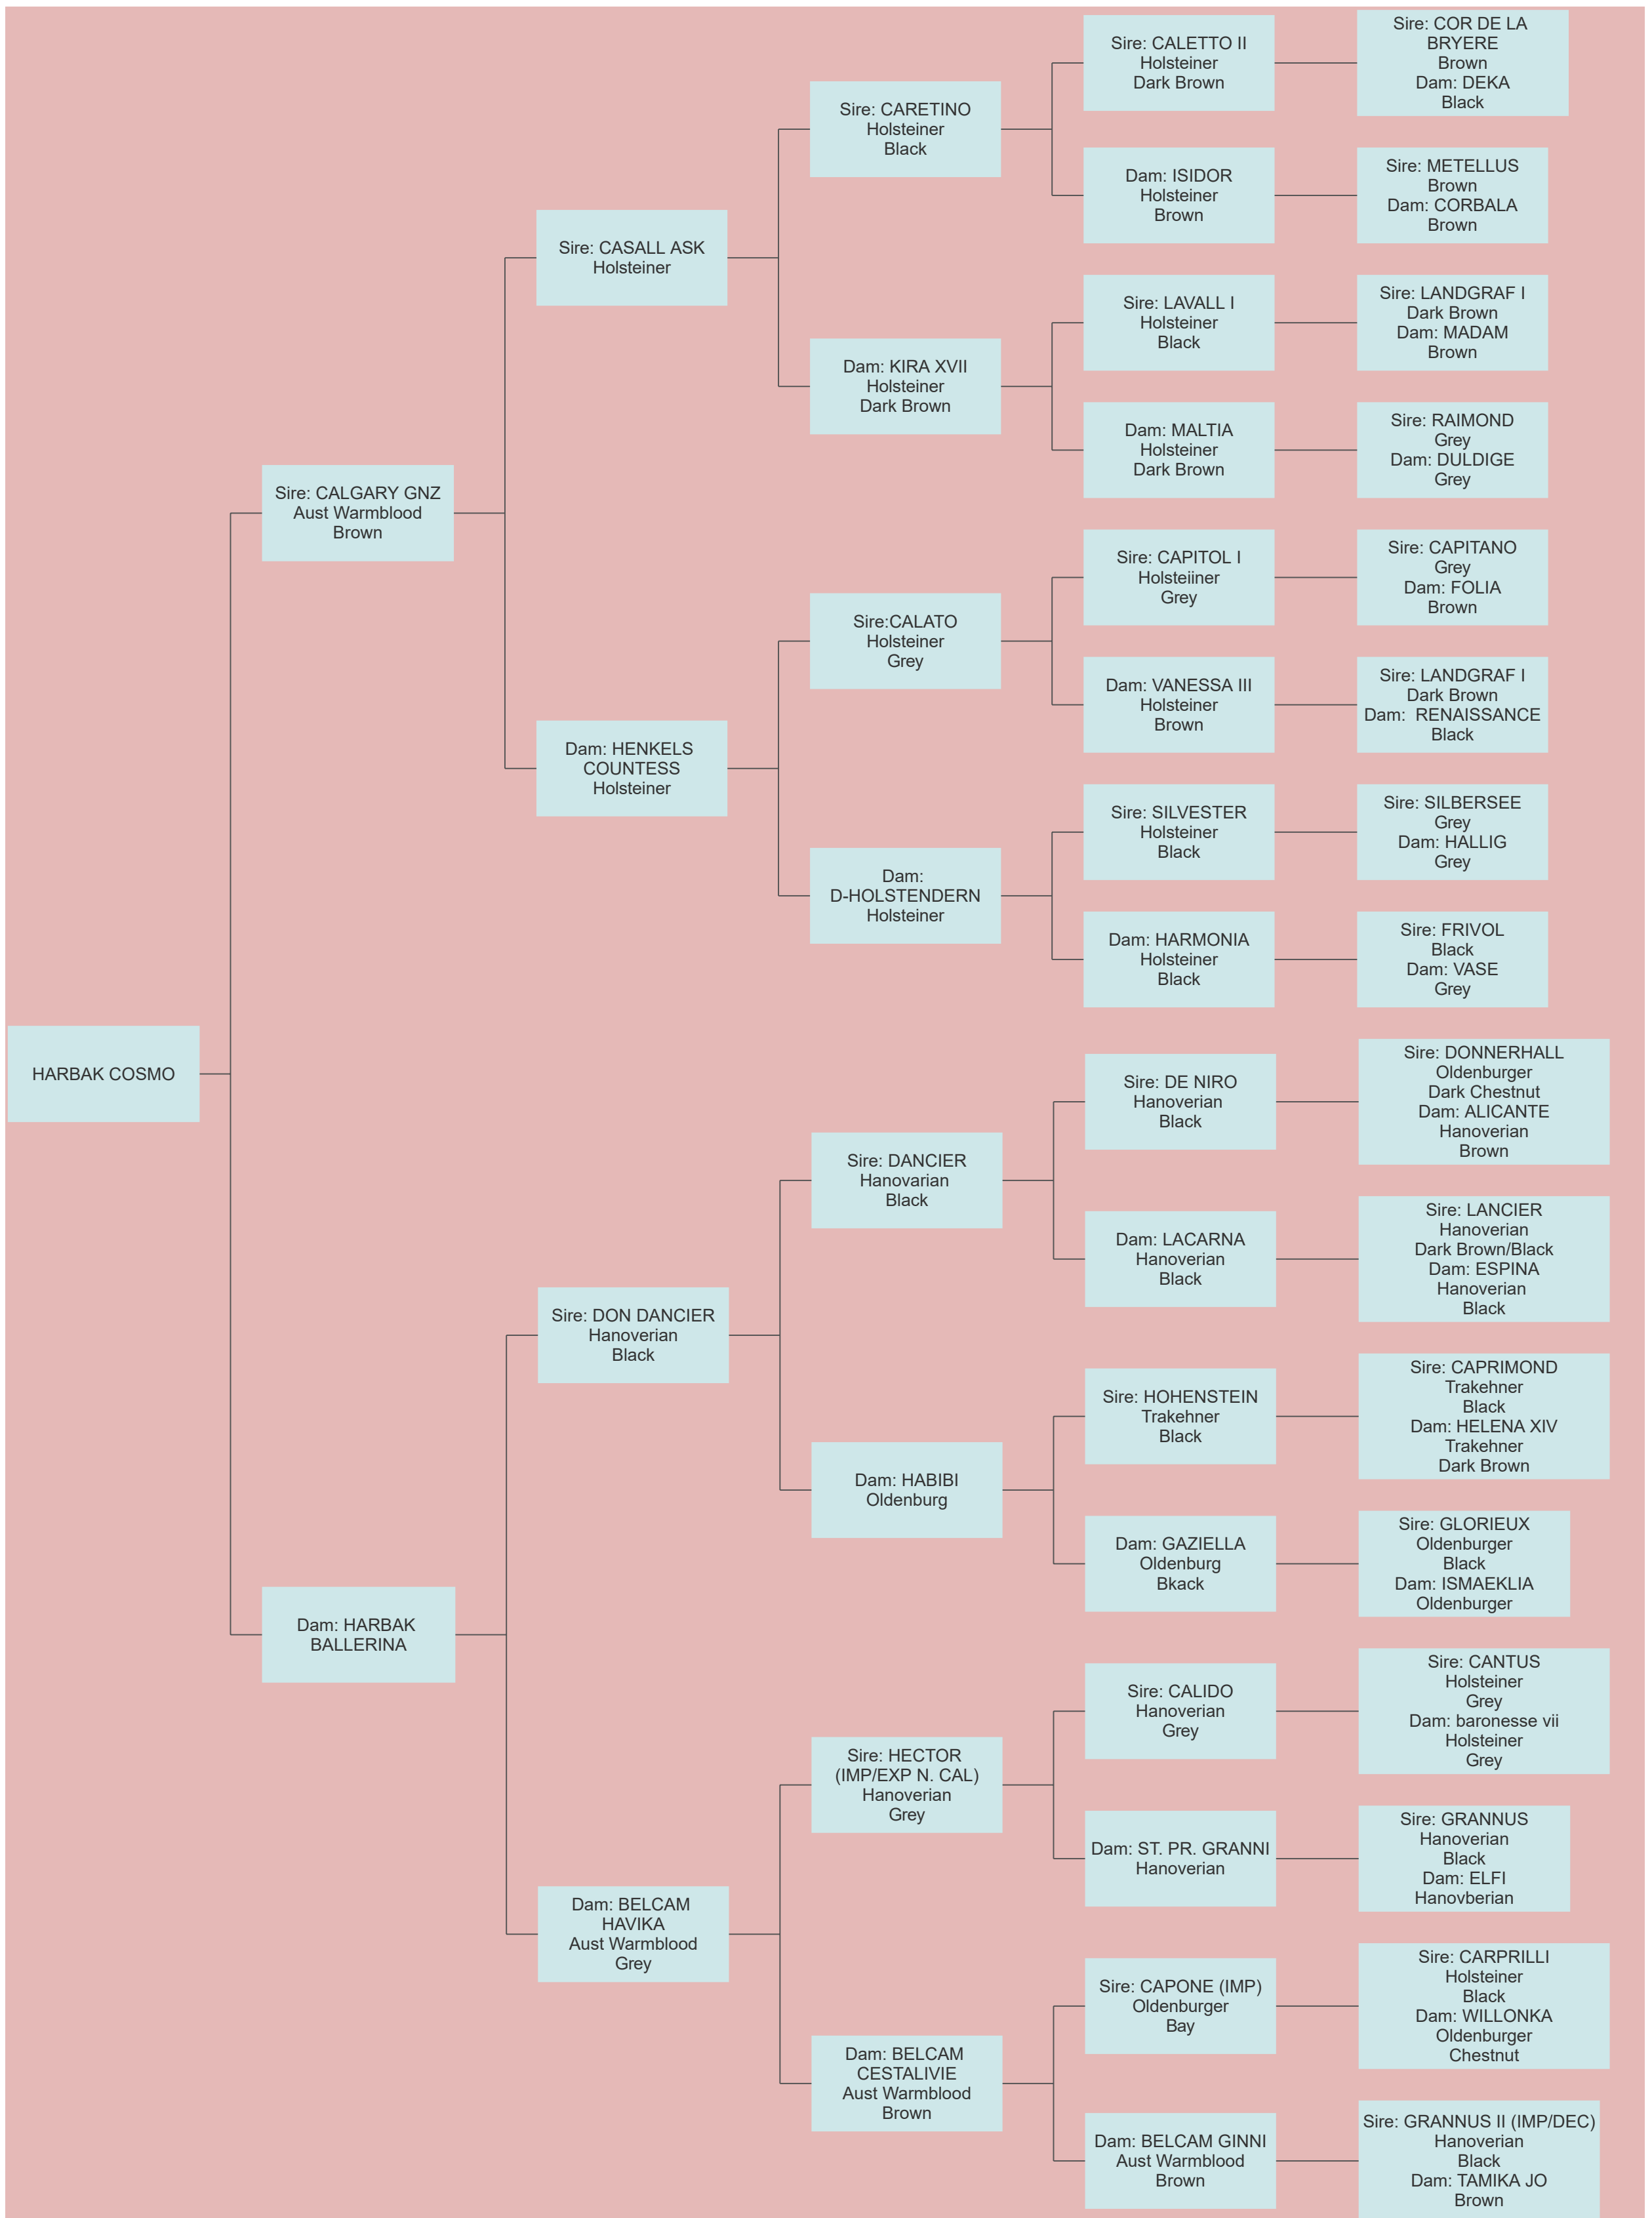 HARBAK COSMO
Sire: CALGARY GNZ
Aust Warmblood
Brown
Dam: HARBAK
BALLERINA
Sire: CASALL ASK
Holsteiner
Dam: HENKELS
COUNTESS
Holsteiner
Sire: DON DANCIER
Hanoverian
Black
Dam: BELCAM
HAVIKA
Aust Warmblood
Grey
Sire: CARETINO
Holsteiner
Black
Dam: KIRA XVII
Holsteiner
Dark Brown
Sire:CALATO
Holsteiner
Grey
Dam:
D-HOLSTENDERN
Holsteiner
Sire: DANCIER
Hanovarian
Black
Dam: HABIBI
Oldenburg
Sire: HECTOR
(IMP/EXP N. CAL)
Hanoverian
Grey
Dam: BELCAM
CESTALIVIE
Aust Warmblood
Brown
Sire: CALETTO II
Holsteiner
Dark Brown
Dam: ISIDOR
Holsteiner
Brown
Sire: LAVALL I
Holsteiner
Black
Dam: MALTIA
Holsteiner
Dark Brown
Sire: CAPITOL I
Holsteiiner
Grey
Dam: VANESSA III
Holsteiner
Brown
Sire: SILVESTER
Holsteiner
Black
Dam: HARMONIA
Holsteiner
Black
Sire: DE NIRO
Hanoverian
Black
Dam: LACARNA
Hanoverian
Black
Sire: HOHENSTEIN
Trakehner
Black
Dam: GAZIELLA
Oldenburg
Bkack
Sire: CALIDO
Hanoverian
Grey
Dam: ST. PR. GRANNI
Hanoverian
Sire: CAPONE (IMP)
Oldenburger
Bay
Dam: BELCAM GINNI
Aust Warmblood
Brown
Sire: COR DE LA
BRYERE
Brown
Dam: DEKA
Black
Sire: METELLUS
Brown
Dam: CORBALA
Brown
Sire: LANDGRAF I
Dark Brown
Dam: MADAM
Brown
Sire: RAIMOND
Grey
Dam: DULDIGE
Grey
Sire: CAPITANO
Grey
Dam: FOLIA
Brown
Sire: LANDGRAF I
Dark Brown
Dam:  RENAISSANCE
Black
Sire: SILBERSEE
Grey
Dam: HALLIG
Grey
Sire: FRIVOL
Black
Dam: VASE
Grey
Sire: DONNERHALL
Oldenburger
Dark Chestnut
Dam: ALICANTE
Hanoverian
Brown
Sire: LANCIER
Hanoverian
Dark Brown/Black
Dam: ESPINA
Hanoverian
Black
Sire: CAPRIMOND
Trakehner
Black
Dam: HELENA XIV
Trakehner
Dark Brown
Sire: GLORIEUX
Oldenburger
Black
Dam: ISMAEKLIA
Oldenburger
Sire: CANTUS
Holsteiner
Grey
Dam: baronesse vii
Holsteiner
Grey
Sire: GRANNUS
Hanoverian
Black
Dam: ELFI
Hanovberian
Sire: CARPRILLI
Holsteiner
Black
Dam: WILLONKA
Oldenburger
Chestnut
Sire: GRANNUS II (IMP/DEC)
Hanoverian
Black
Dam: TAMIKA JO
Brown